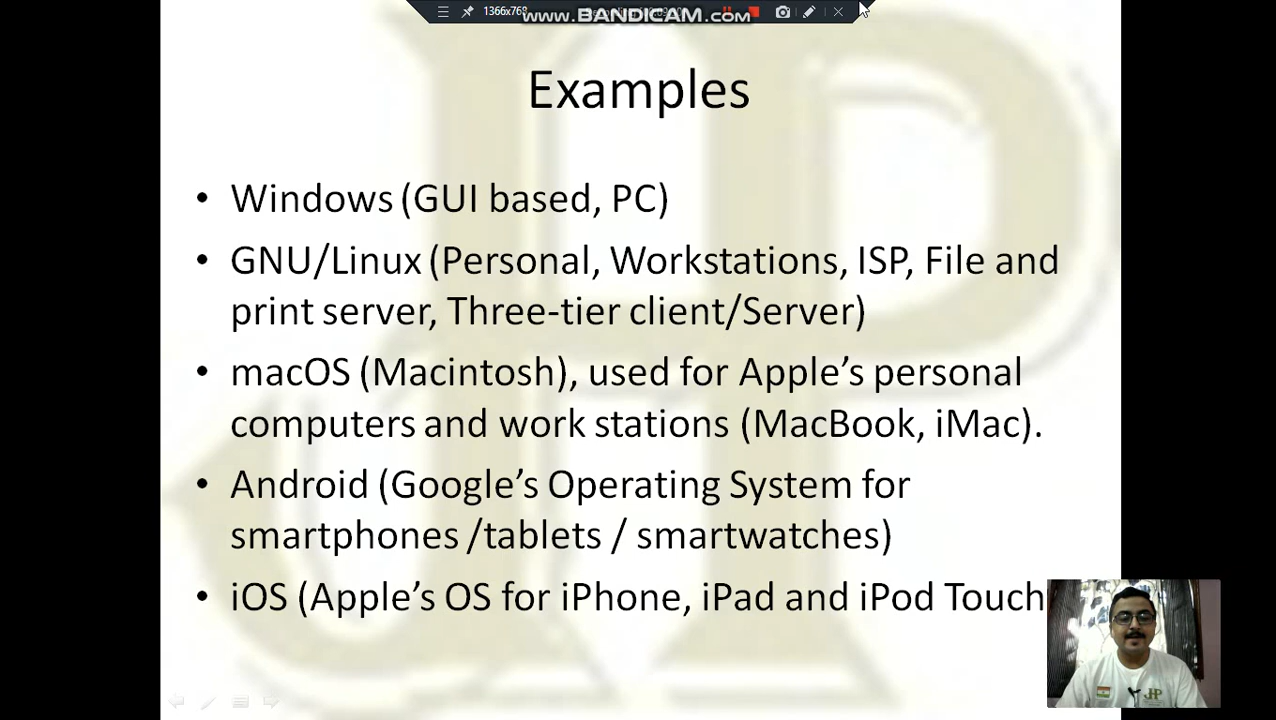 1366x768
www.BANDICAM.com
Examples
• Windows (GUI based, PC)
• GNU/Linux (Personal, Workstations, ISP, File and
print server, Three-tier client/Server)
• macOS (Macintosh), used for Apple’s personal
computers and work stations (MacBook, iMac).
• Android (Google’s Operating System for
smartphones /tablets / smartwatches)
• iOS (Apple’s OS for iPhone, iPad and iPod Touch
JHP